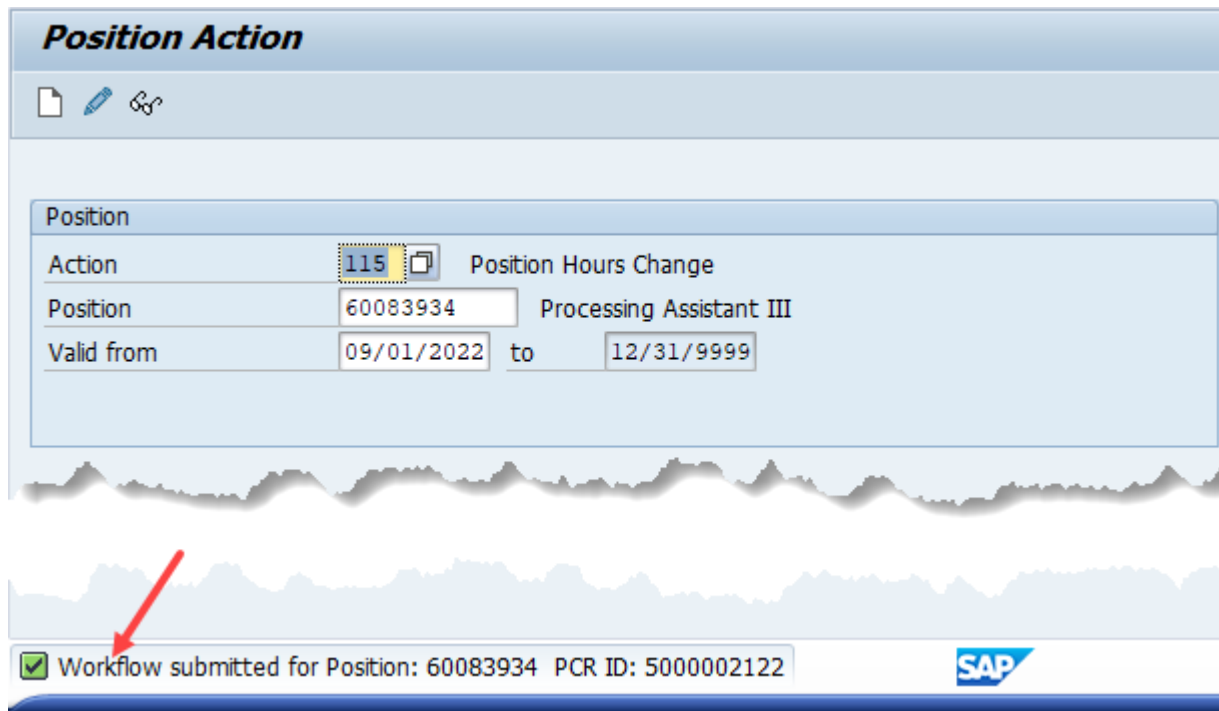 Position Action
Position
Action 115 Position Hours Change
Position 60083934 Processing Assistant III
Valid from 09/01/2022 to 12/31/9999
Workflow submitted for Position: 60083934 PCR ID: 5000002122 SAP